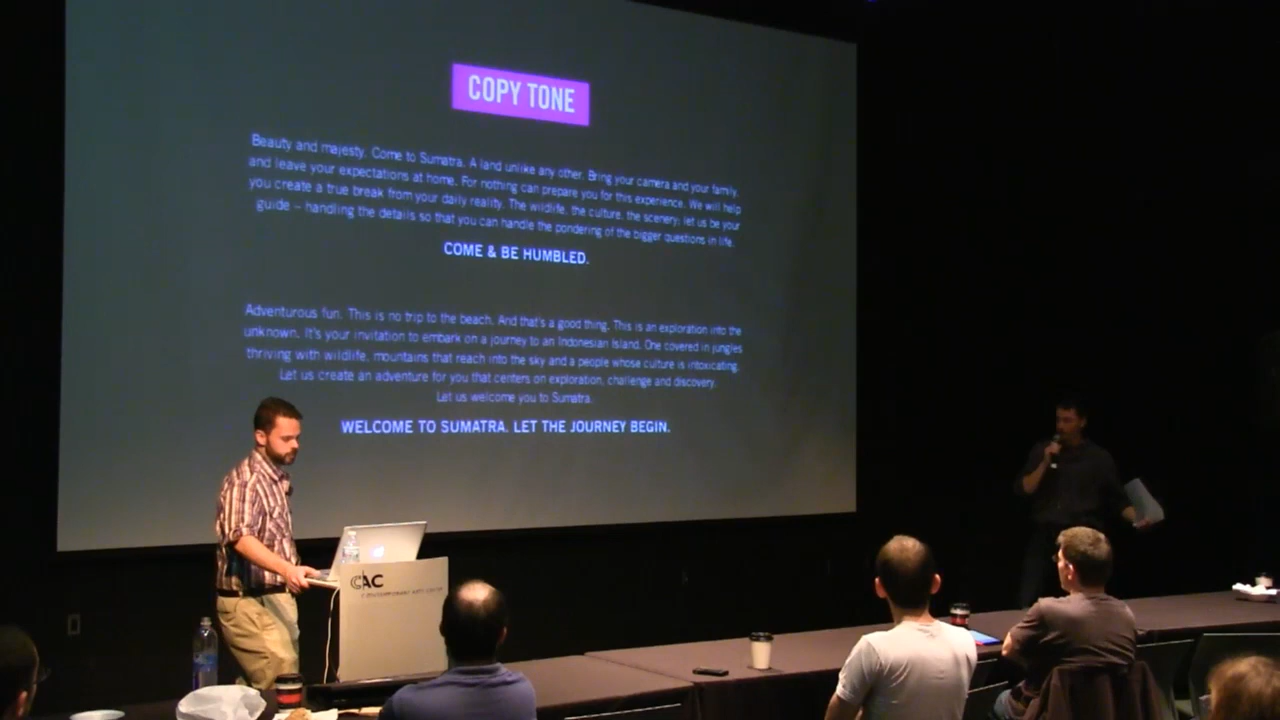 COPY TONE
Beauty and majesty. Come to Sumatra. A land unlike any other. Bring your camera and your family,
and leave your expectations at home. For nothing can prepare you for this experience. We will help
you create a true break from your daily reality. The wildlife, the culture, the scenery; let us be your
guide – handling the details so that you can handle the pondering of the bigger questions in life.
COME & BE HUMBLED.
Adventurous fun. This is no trip to the beach. And that's a good thing. This is an exploration into the
unknown. It's your invitation to embark on a journey to an Indonesian Island. One covered in jungles
thriving with wildlife, mountains that reach into the sky and a people whose culture is intoxicating.
Let us create an adventure for you that centers on exploration, challenge and discovery.
Let us welcome you to Sumatra.
WELCOME TO SUMATRA. LET THE JOURNEY BEGIN.
CAC
CONTEMPORARY ARTS CENTER